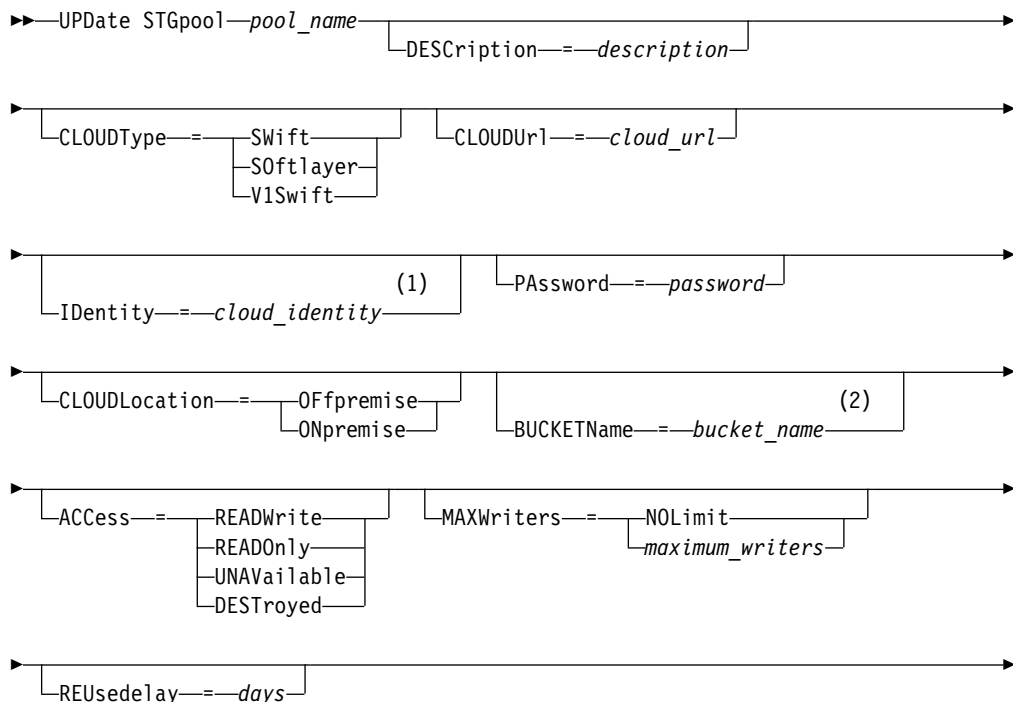 UPDate STGpool pool_name
DESCription = description
CLOUDType = SWift
SOftlayer
V1Swift
CLOUDUrl = cloud_url
(1)
IDentity = cloud_identity
PAssword = password
CLOUDLocation = OFfpremise
ONpremise
(2)
BUCKETName = bucket_name
ACCess = READWrite
READOnly
UNAVailable
DESTroyed
MAXWriters = NOLimit
maximum_writers
REUsedelay = days